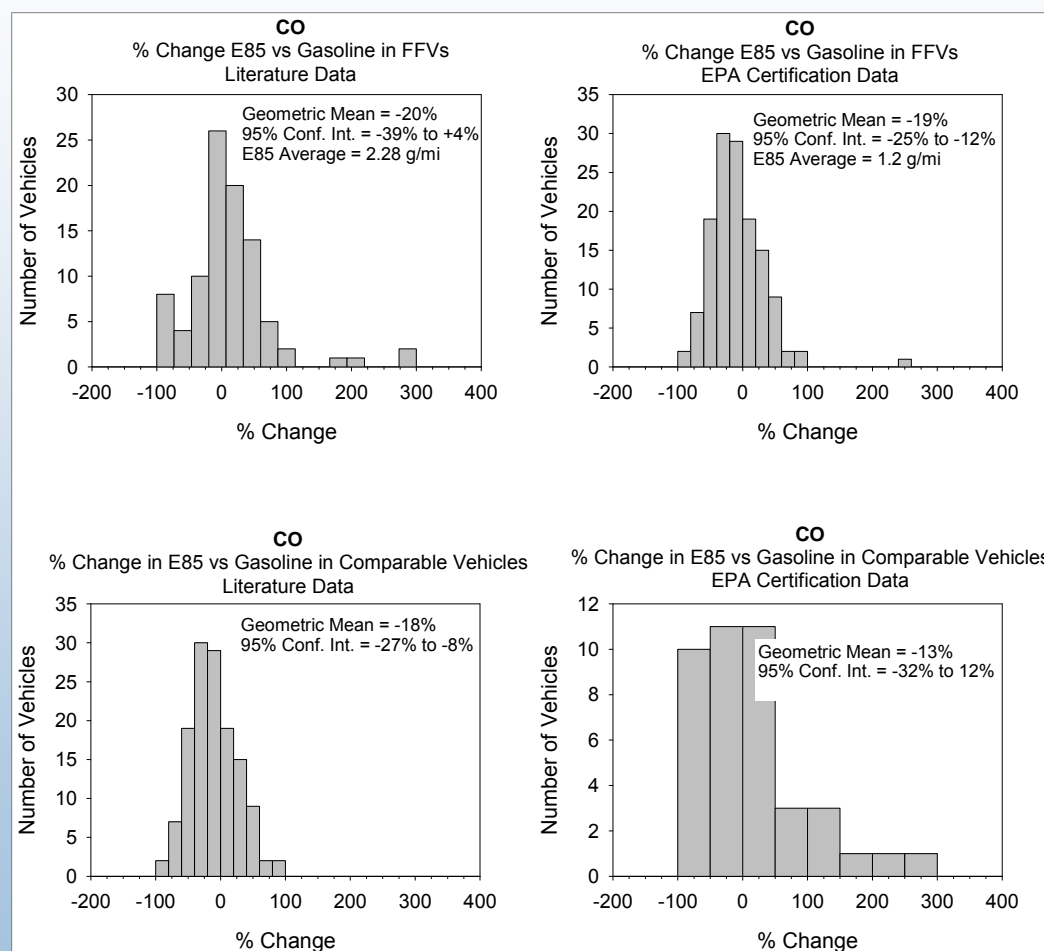 CO
% Change E85 vs Gasoline in FFVs
Literature Data
Geometric Mean = -20%
95% Conf. Int. = -39% to +4%
E85 Average = 2.28 g/mi
Number of Vehicles
30
25
20
15
10
5
0
-200 -100 0 100 200 300 400
% Change
CO
% Change E85 vs Gasoline in FFVs
EPA Certification Data
Geometric Mean = -19%
95% Conf. Int. = -25% to -12%
E85 Average = 1.2 g/mi
Number of Vehicles
35
30
25
20
15
10
5
0
-200 -100 0 100 200 300 400
% Change
CO
% Change in E85 vs Gasoline in Comparable Vehicles
Literature Data
Geometric Mean = -18%
95% Conf. Int. = -27% to -8%
Number of Vehicles
35
30
25
20
15
10
5
0
-200 -100 0 100 200 300 400
% Change
CO
% Change in E85 vs Gasoline in Comparable Vehicles
EPA Certification Data
Geometric Mean = -13%
95% Conf. Int. = -32% to 12%
Number of Vehicles
12
10
8
6
4
2
0
-200 -100 0 100 200 300 400
% Change